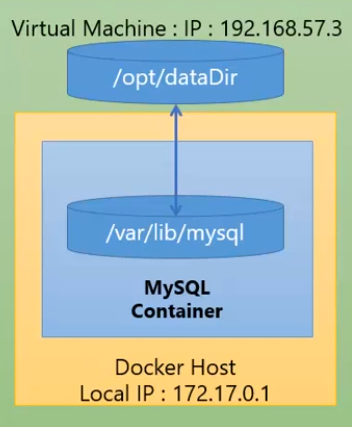 Virtual Machine : IP : 192.168.57.3
/opt/dataDir
/var/lib/mysql
MySQL
Container
Docker Host
Local IP : 172.17.0.1